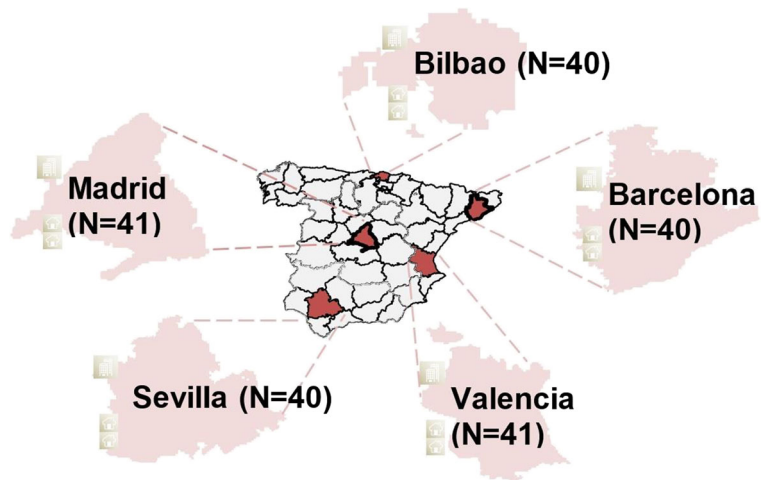 Bilbao (N=40)
Madrid
(N=41)
Barcelona
(N=40)
Sevilla (N=40)
Valencia
(N=41)